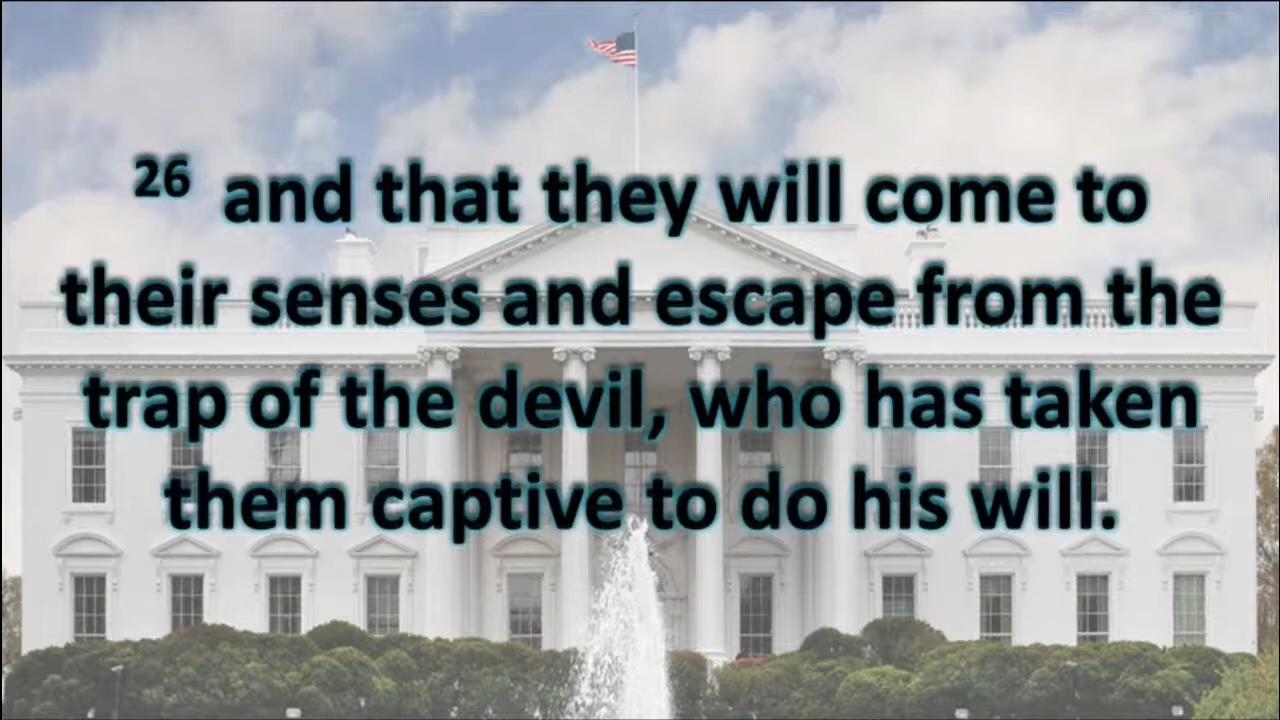 26 and that they will come to
their senses and escape from the
trap of the devil, who has taken
them captive to do his will.